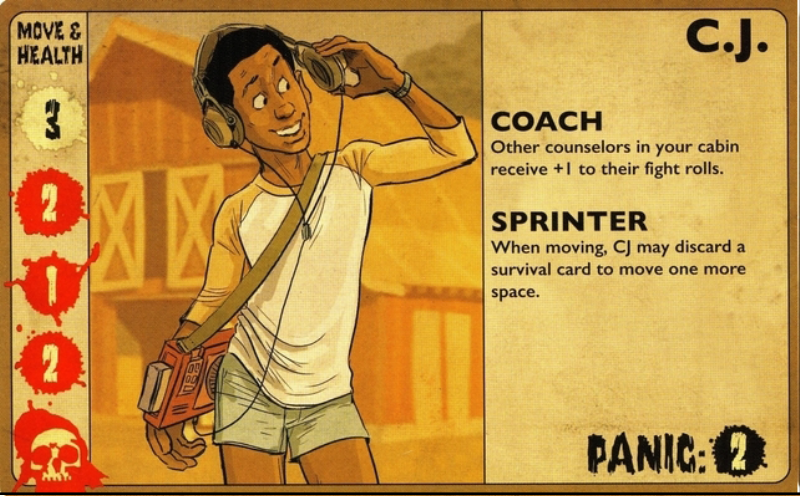 MOVE &
HEALTH
3
2
1
2
C.J.
COACH
Other counselors in your cabin
receive +1 to their fight rolls.
SPRINTER
When moving, CJ may discard a
survival card to move one more
space.
PANIC: 2